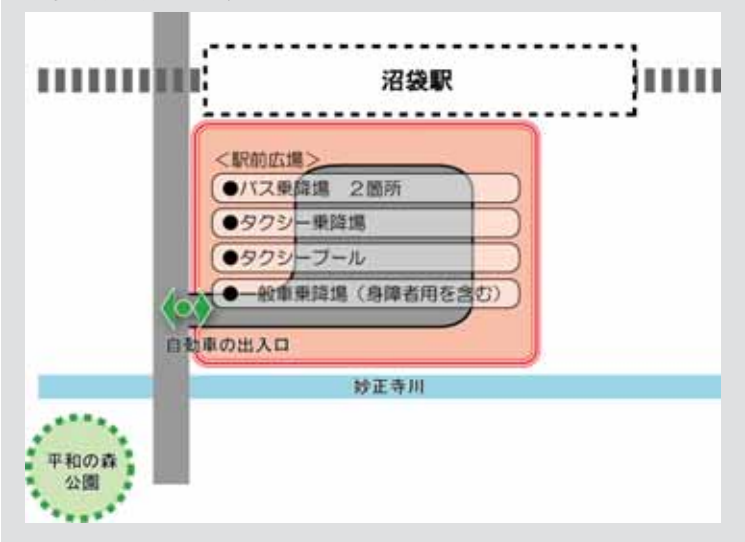 沼袋駅
＜駅前広場＞
●バス乗降場　２箇所
●タクシー乗降場
●タクシープール
●一般車乗降場（身障者用を含む）
自動車の出入口
妙正寺川
平和の森
公園